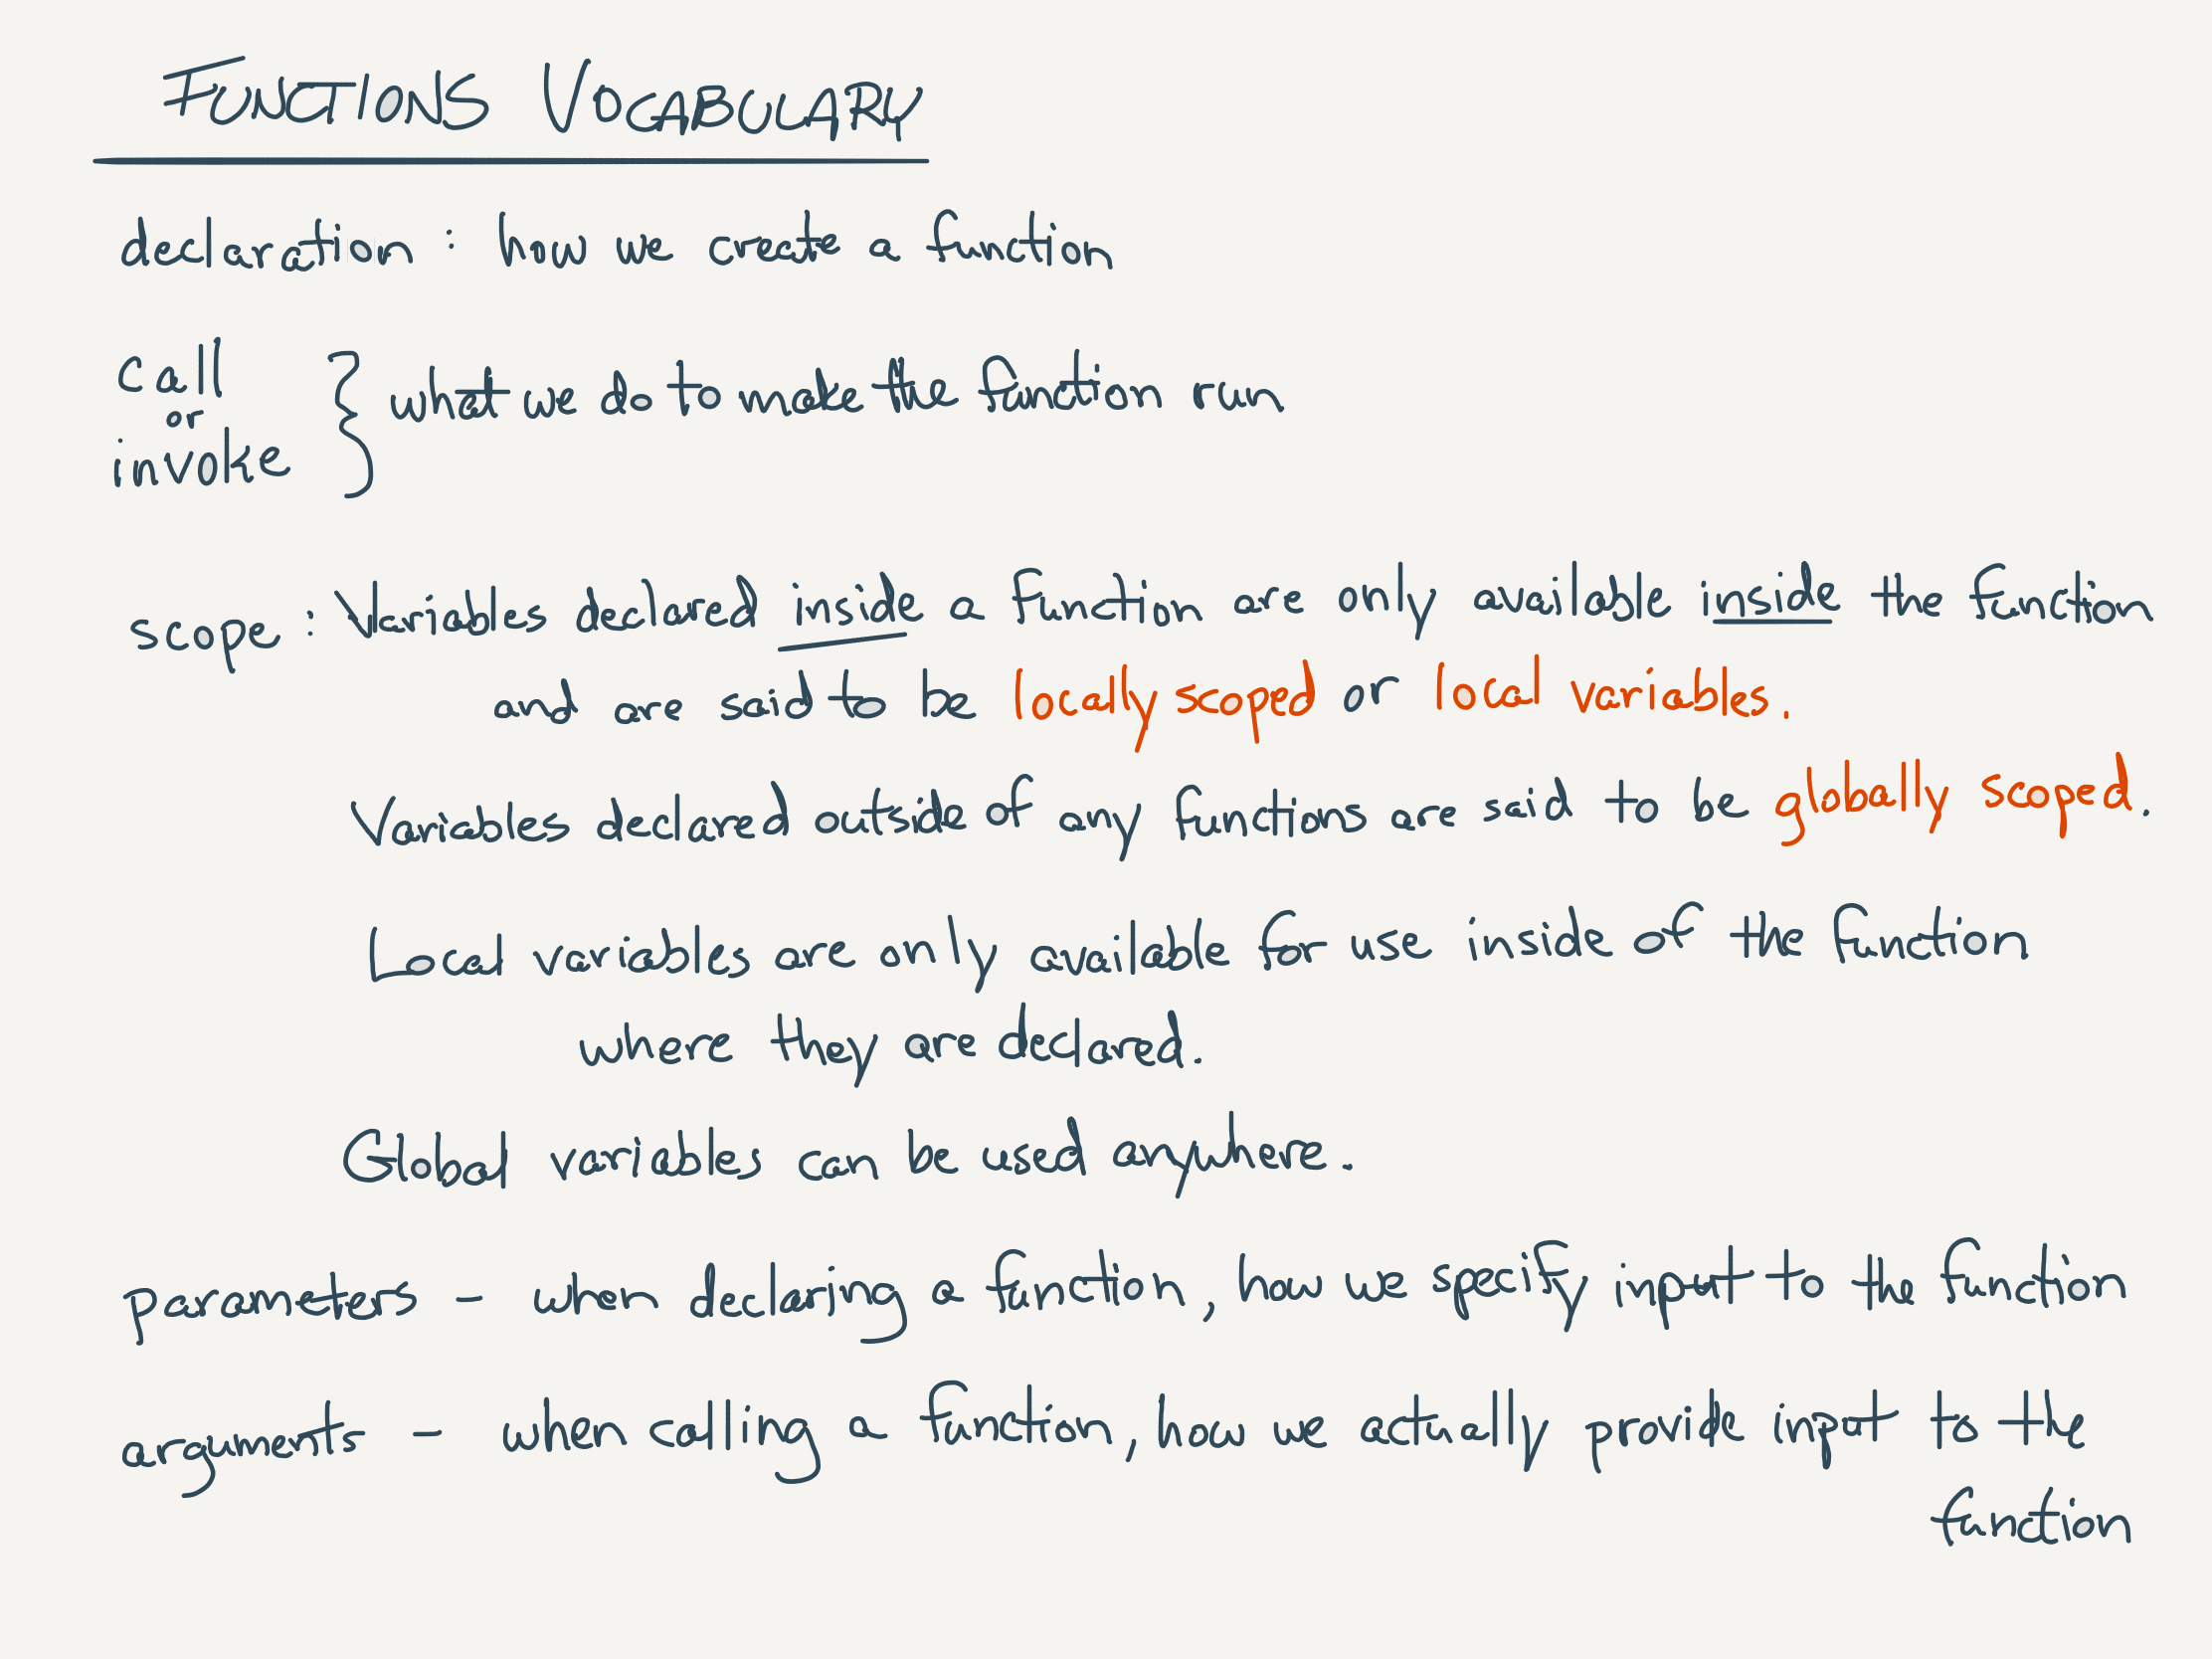 FUNCTIONS VOCABULARY
declaration : how we create a function
call
or
invoke
} what we do to make the function run
scope : Variables declared inside a function are only available inside the function
and are said to be locally scoped or local variables.
Variables declared outside of any functions are said to be globally scoped.
Local variables are only available for use inside of the function
where they are declared.
Global variables can be used anywhere.
parameters - when declaring a function, how we specify input to the function
arguments - when calling a function, how we actually provide input to the
function